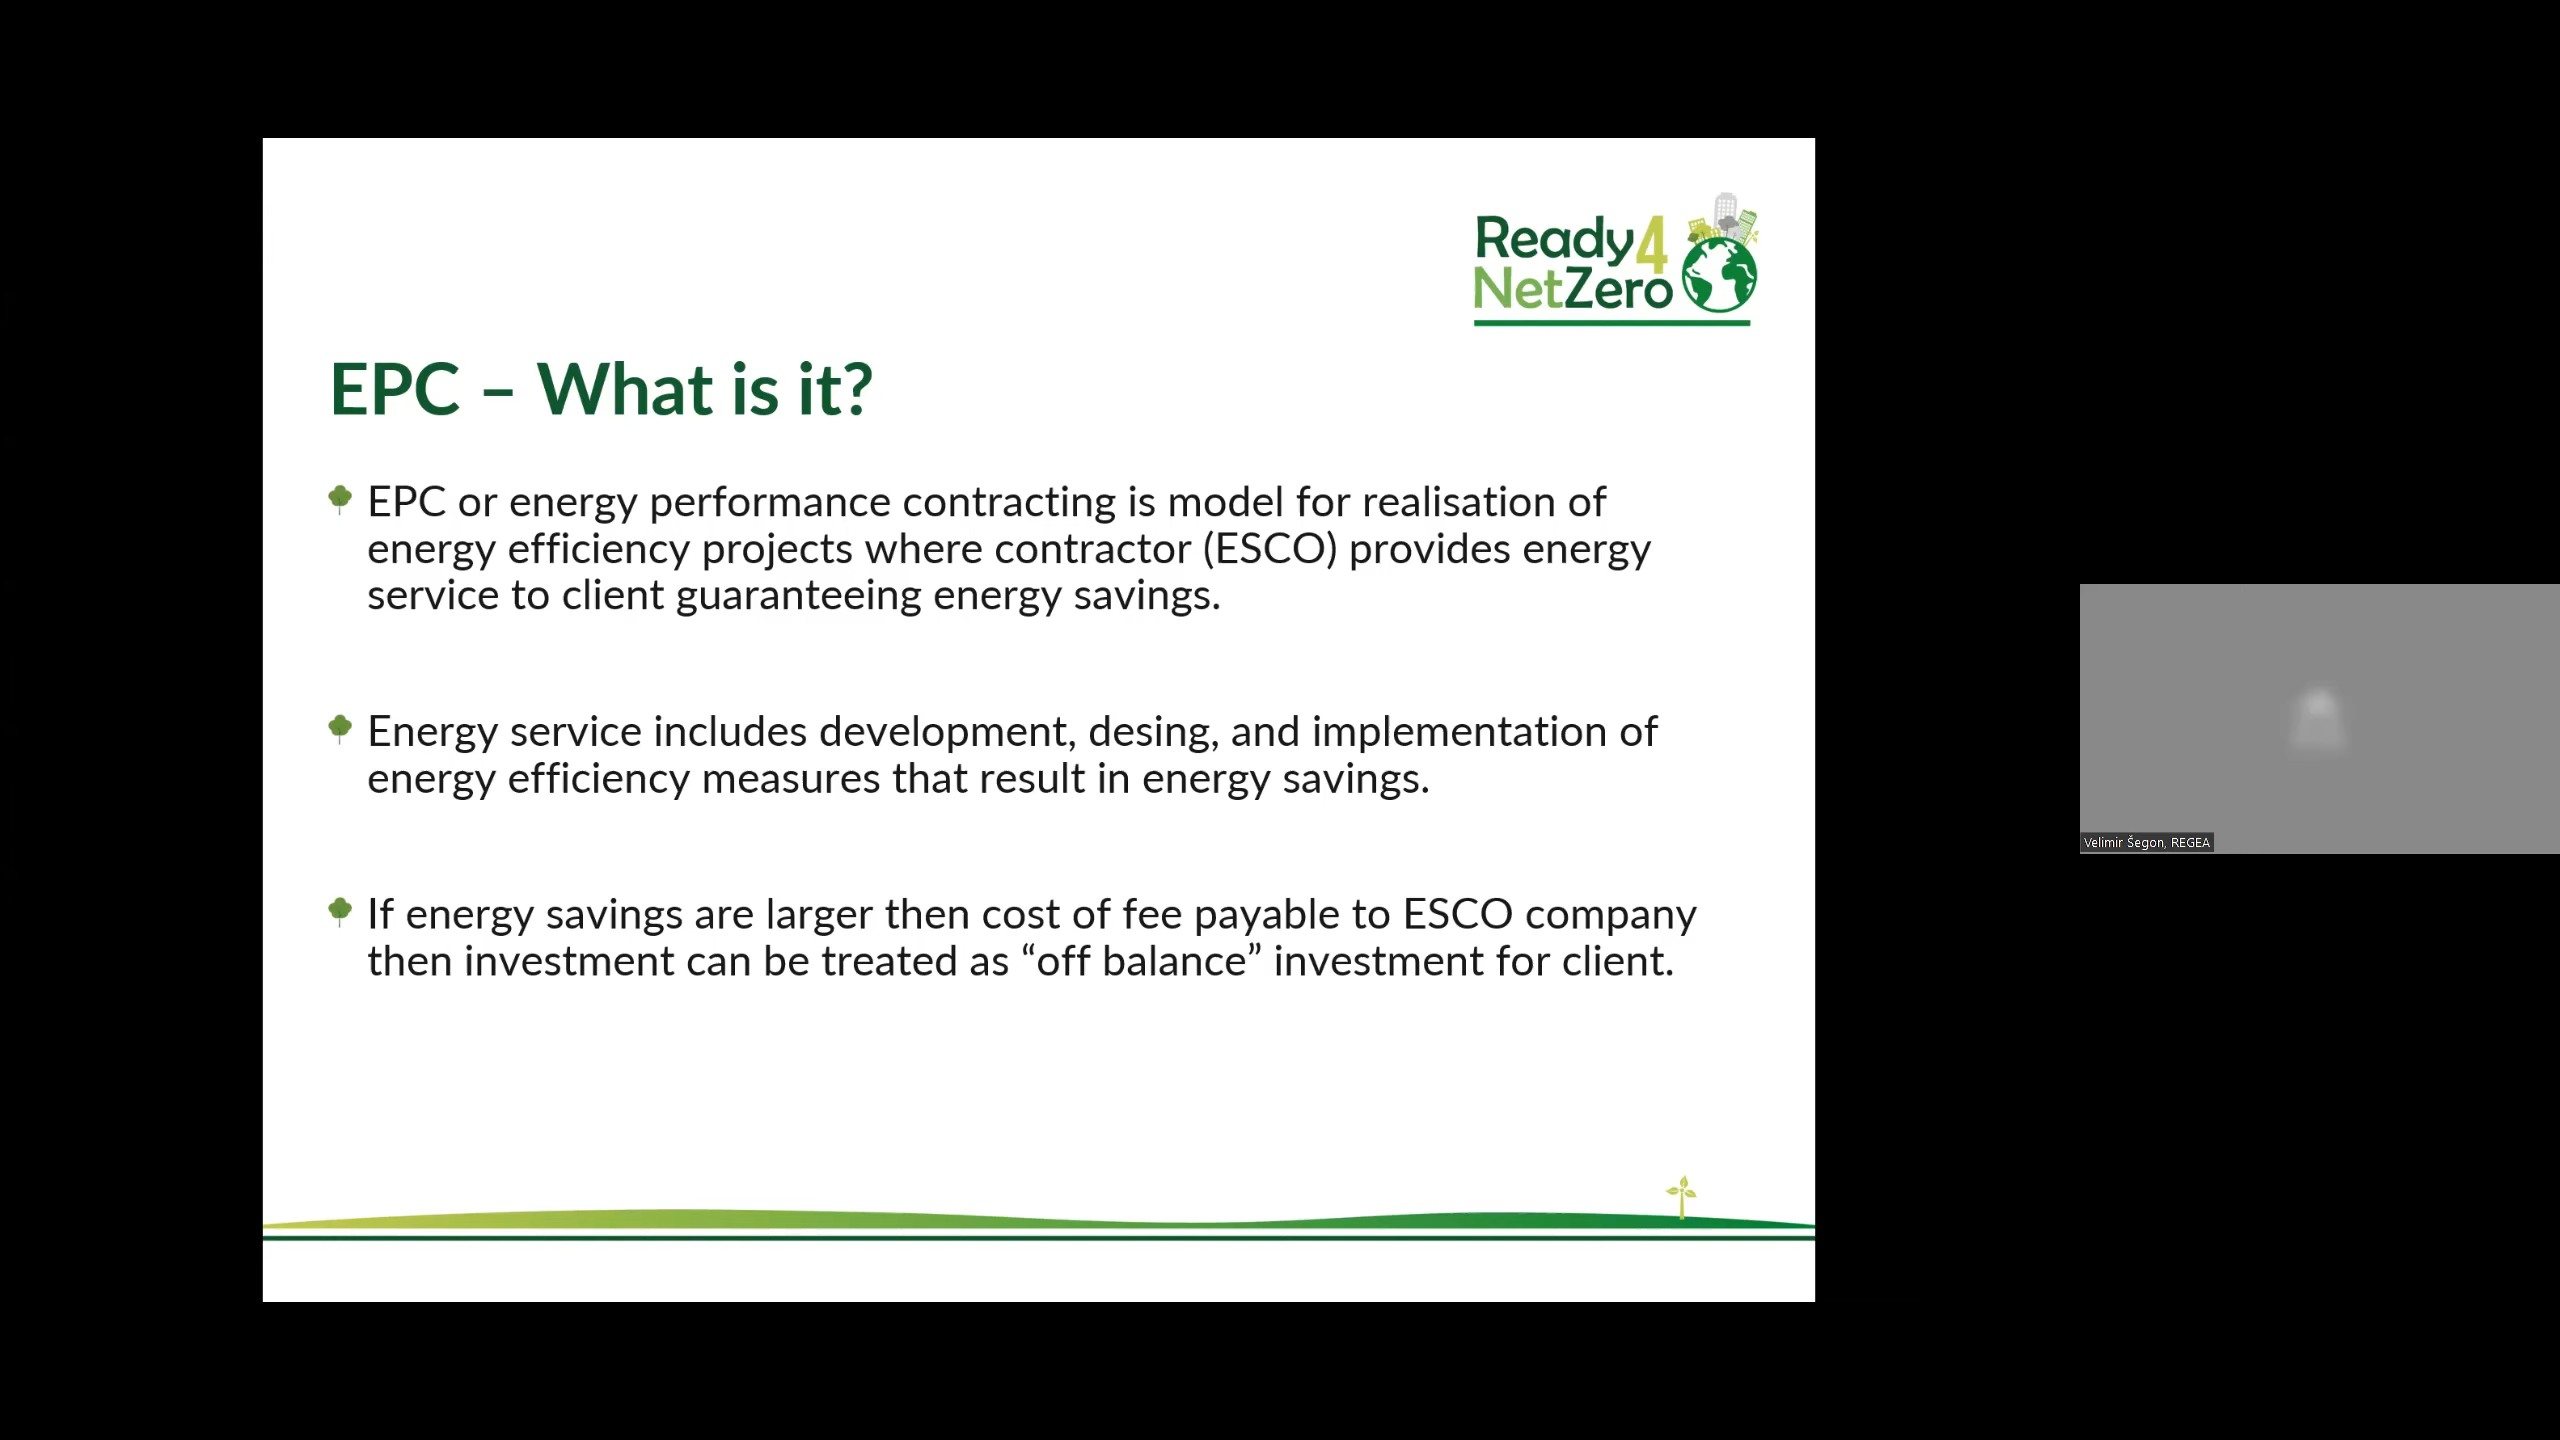 Ready4
NetZero
EPC – What is it?
EPC or energy performance contracting is model for realisation of
energy efficiency projects where contractor (ESCO) provides energy
service to client guaranteeing energy savings.
Energy service includes development, desing, and implementation of
energy efficiency measures that result in energy savings.
If energy savings are larger then cost of fee payable to ESCO company
then investment can be treated as “off balance” investment for client.
Velimir Šegon, REGEA